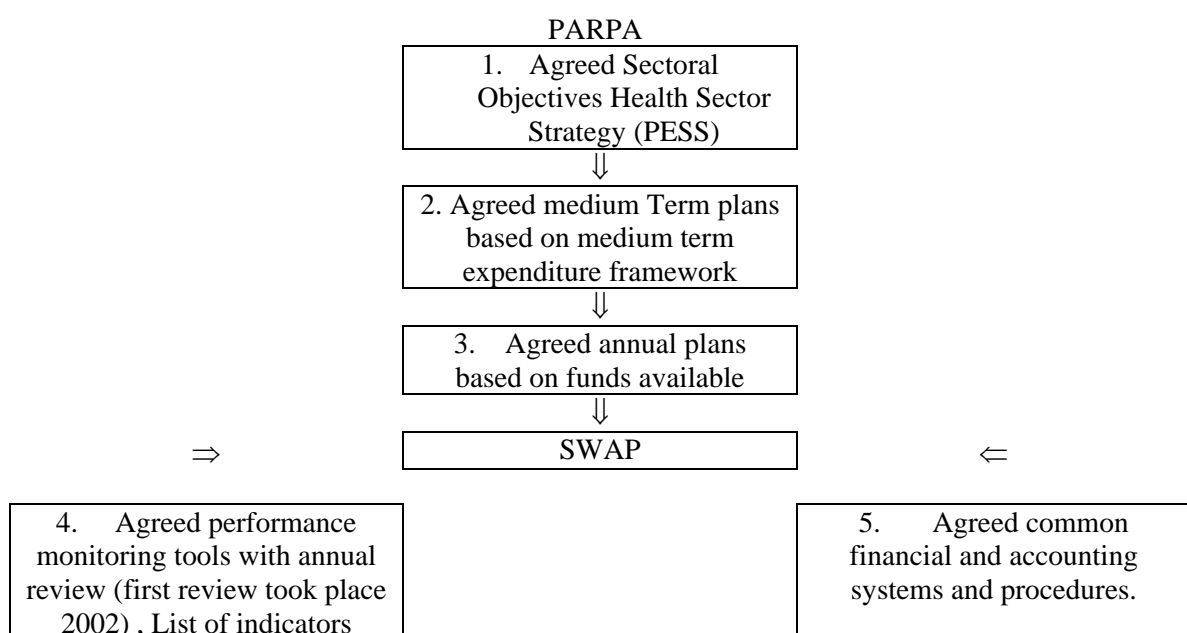 PARPA
1. Agreed Sectoral
Objectives Health Sector
Strategy (PESS)
⇓
2. Agreed medium Term plans
based on medium term
expenditure framework
⇓
3. Agreed annual plans
based on funds available
⇓
⇒ SWAP ⇐
4. Agreed performance
monitoring tools with annual
review (first review took place
2002) , List of indicators
5. Agreed common
financial and accounting
systems and procedures.